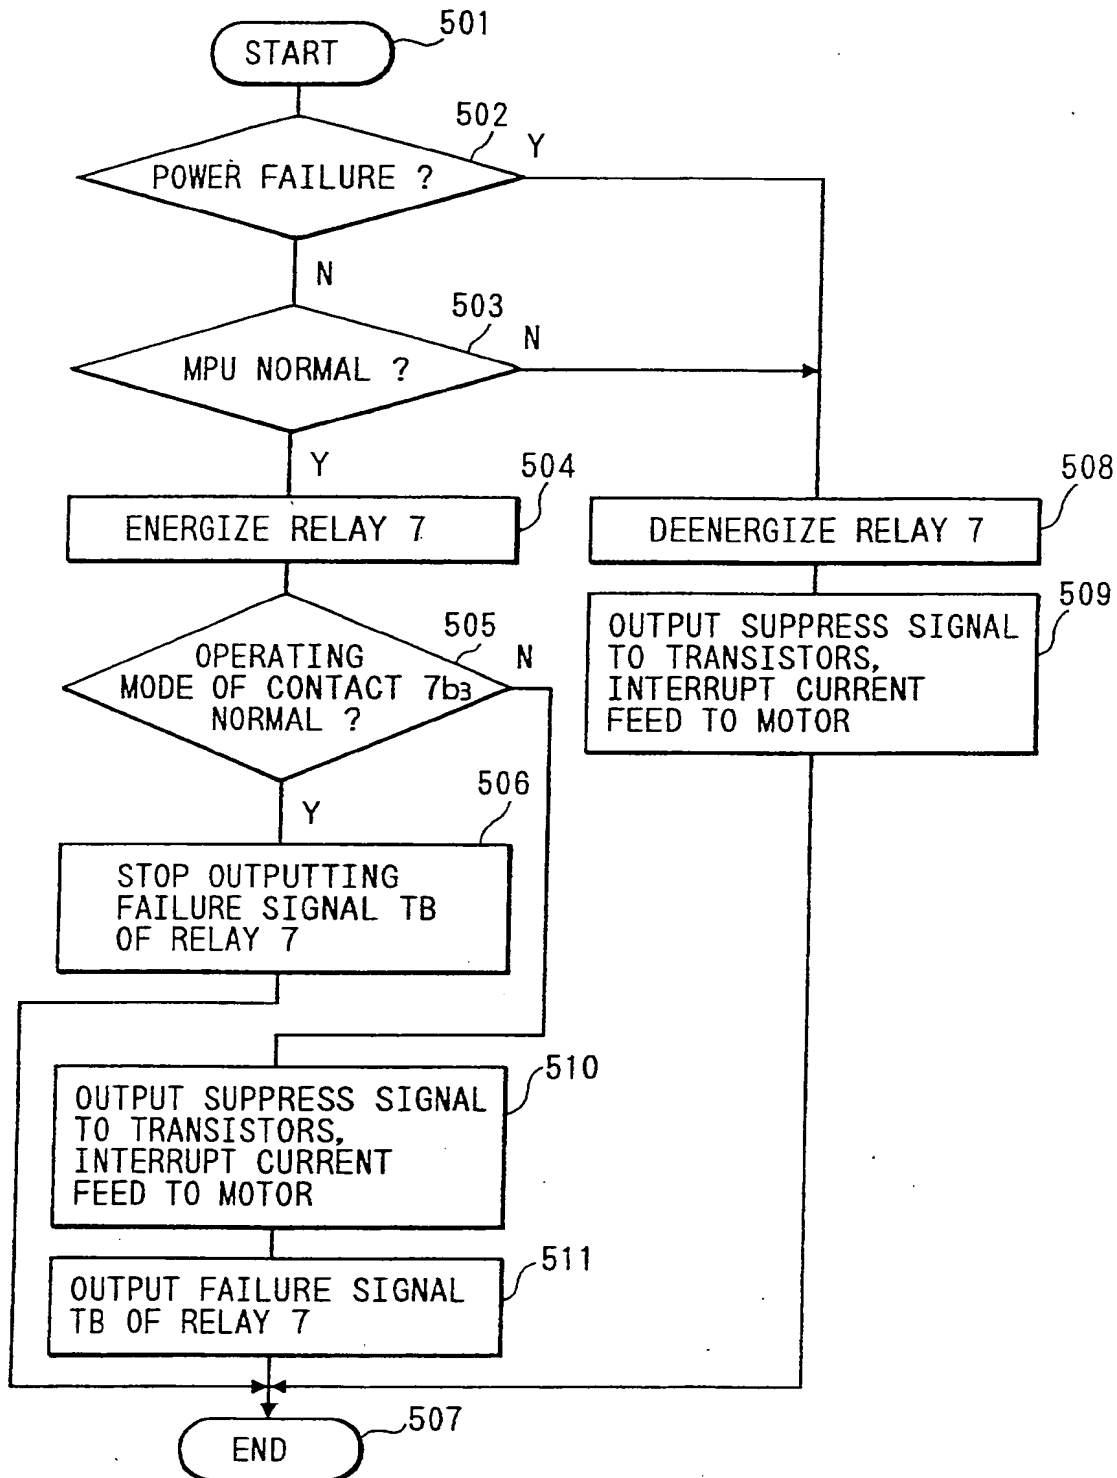 START
501
502
POWER FAILURE ?
Y
N
503
MPU NORMAL ?
N
Y
504
ENERGIZE RELAY 7
508
DEENERGIZE RELAY 7
505
OPERATING
MODE OF CONTACT 7b3
NORMAL ?
N
Y
509
OUTPUT SUPPRESS SIGNAL
TO TRANSISTORS,
INTERRUPT CURRENT
FEED TO MOTOR
506
STOP OUTPUTTING
FAILURE SIGNAL TB
OF RELAY 7
510
OUTPUT SUPPRESS SIGNAL
TO TRANSISTORS,
INTERRUPT CURRENT
FEED TO MOTOR
511
OUTPUT FAILURE SIGNAL
TB OF RELAY 7
507
END